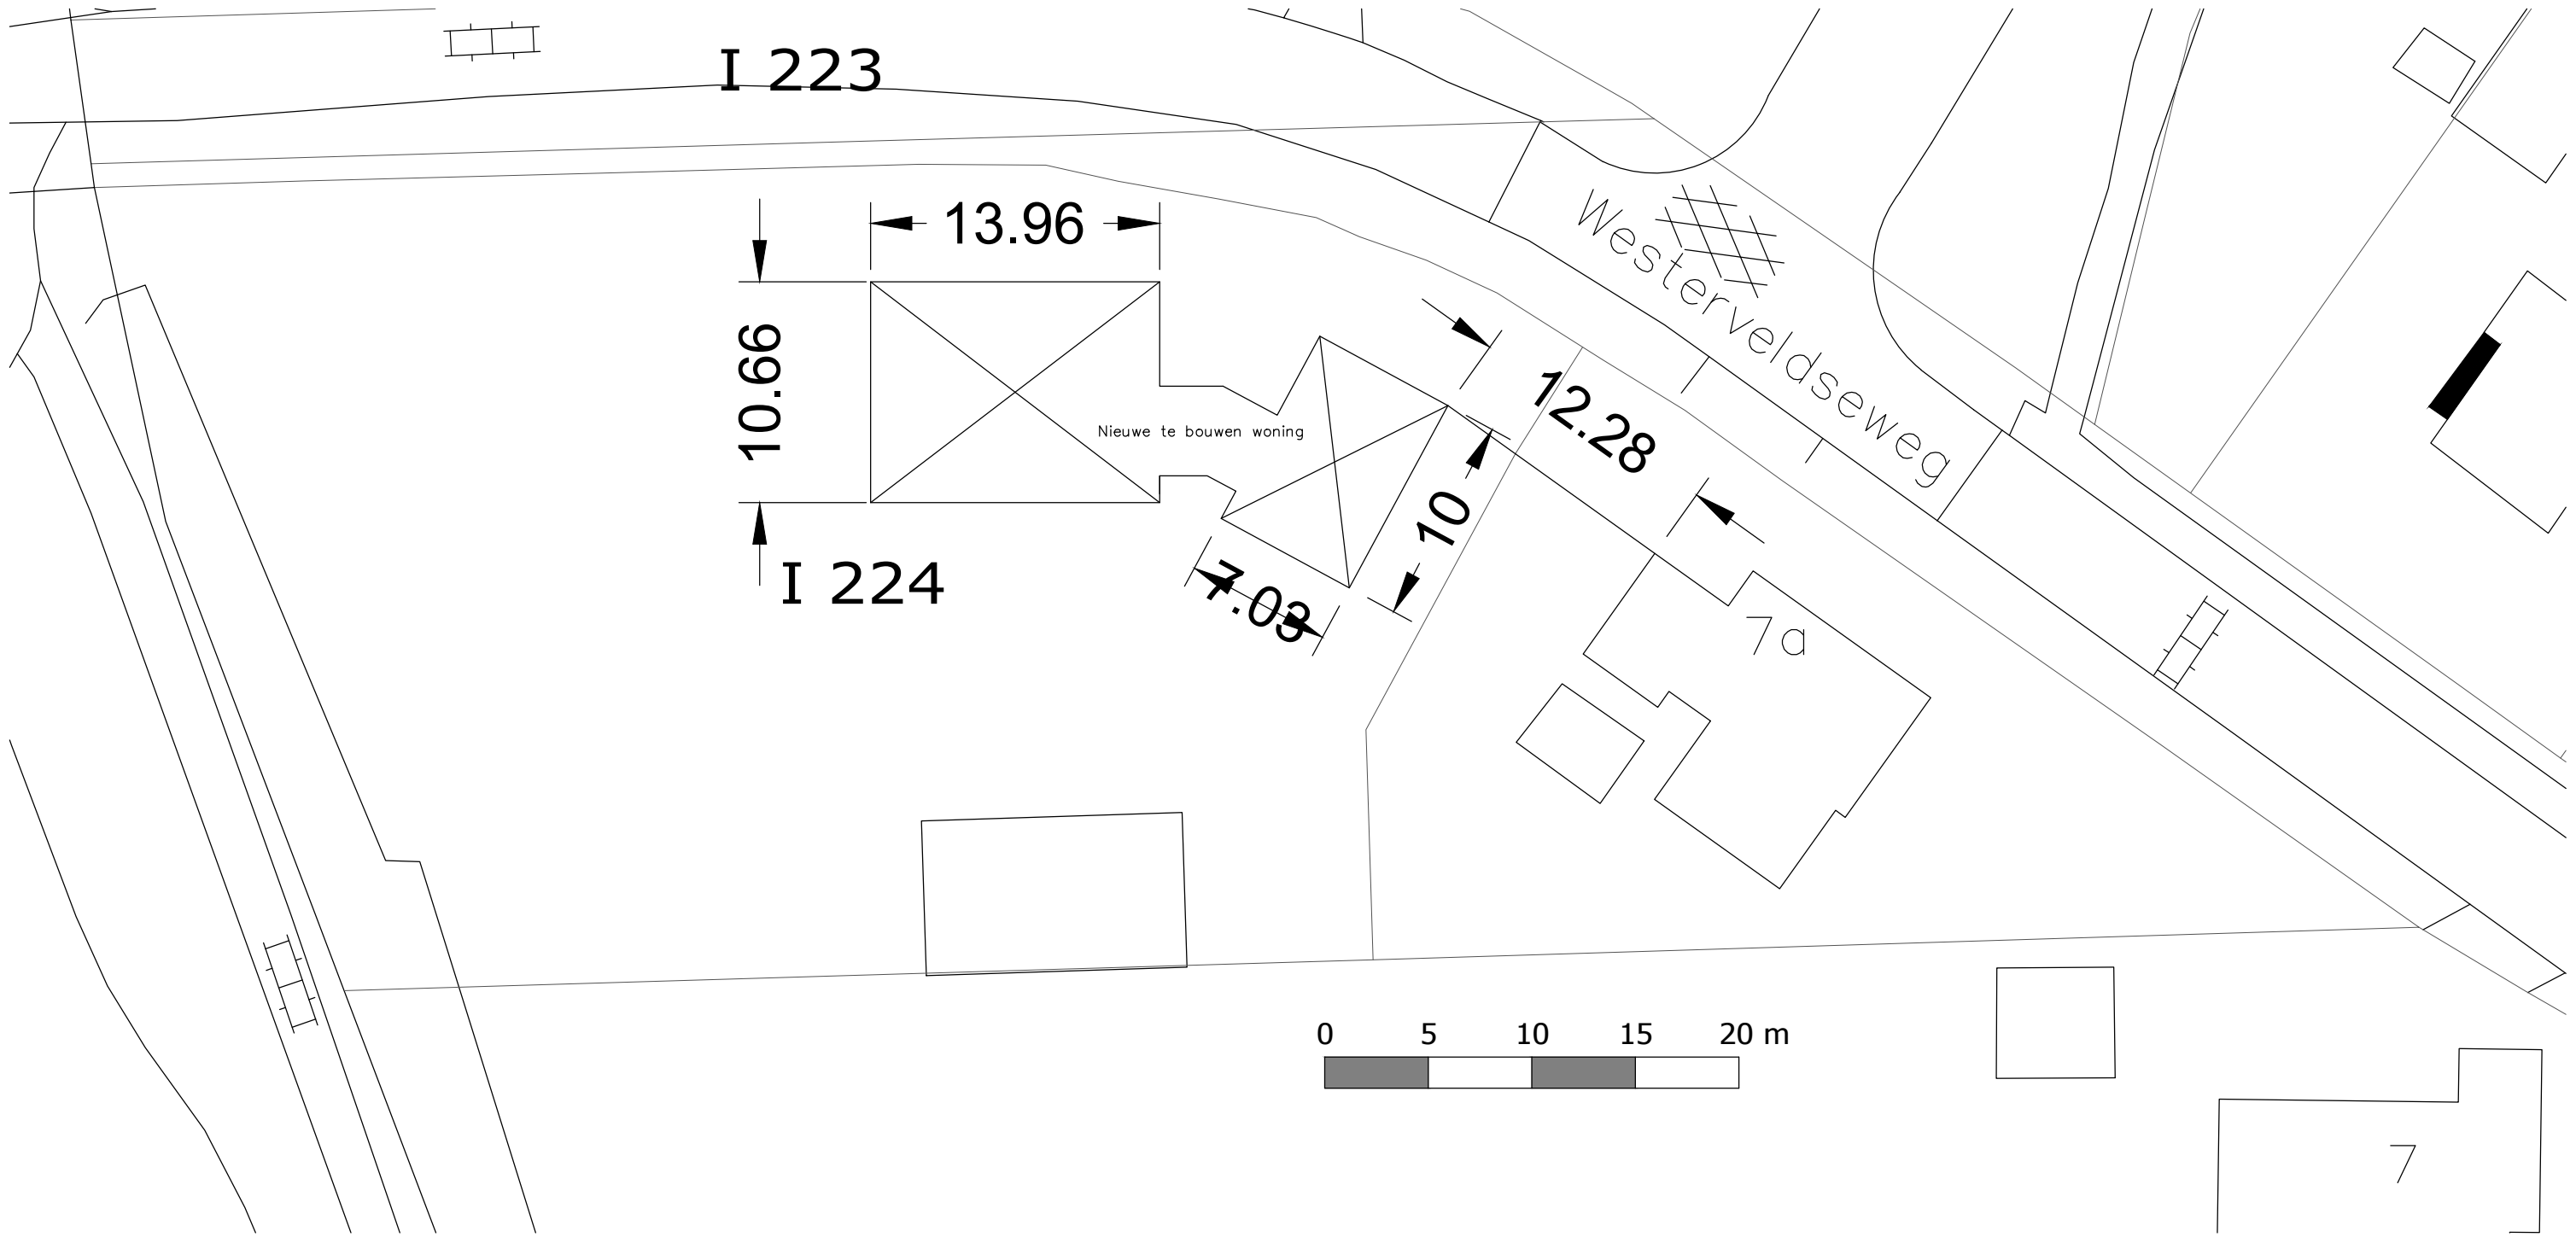 I 223
13.96
Westerveldseweg
10.66
12.28
Nieuwe te bouwen woning
10
I 224
7.03
7a
0 5 10 15 20 m
7